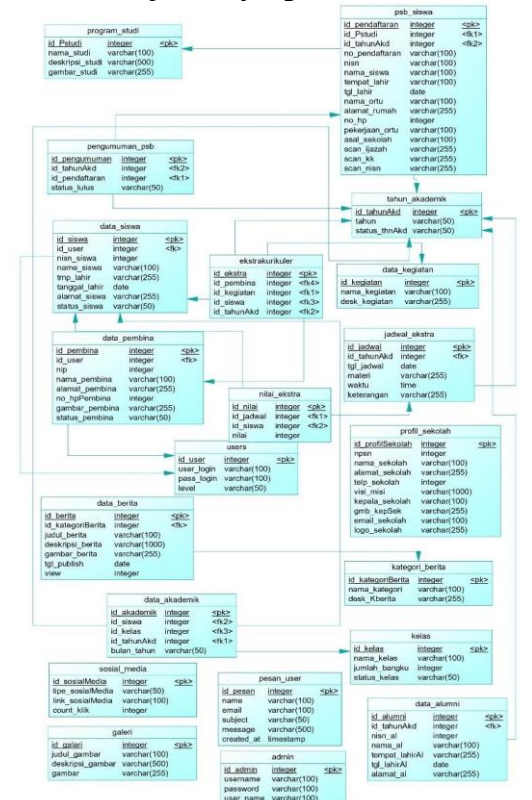 program_studi
id_Pstudi integer <pk>
nama_studi varchar(100)
deskripsi_studi varchar(500)
gambar_studi varchar(255)
psb_siswa
id_pendaftaran integer <pk>
id_Pstudi integer <fk1>
id_tahunAkd integer <fk2>
no_pendaftaran varchar(100)
nisn varchar(100)
nama_siswa varchar(100)
tempat_lahir varchar(100)
tgl_lahir date
nama_ortu varchar(100)
alamat_rumah varchar(255)
no_hp integer
pekerjaan_ortu varchar(100)
asal_sekolah varchar(100)
scan_ijazah varchar(255)
scan_kk varchar(255)
scan_nisn varchar(255)
pengumuman_psb
id_pengumuman integer <pk>
id_tahunAkd integer <fk2>
id_pendaftaran integer <fk1>
status_lulus varchar(50)
tahun_akademik
id_tahunAkd integer <pk>
tahun varchar(50)
status_thnAkd varchar(50)
data_siswa
id_siswa integer <pk>
id_user integer <fk>
nisn_siswa integer
name_siswa varchar(100)
tmp_lahir varchar(255)
tanggal_lahir date
alamat_siswa varchar(255)
status_siswa varchar(50)
ekstrakurikuler
id_ekstra integer <pk>
id_pembina integer <fk4>
id_kegiatan integer <fk1>
id_siswa integer <fk3>
id_tahunAkd integer <fk2>
data_kegiatan
id_kegiatan integer <pk>
nama_kegiatan varchar(100)
desk_kegiatan varchar(255)
data_pembina
id_pembina integer <pk>
id_user integer <fk>
nip integer
nama_pembina varchar(100)
alamat_pembina varchar(255)
no_hpPembina integer
gambar_pembina varchar(255)
status_pembina varchar(50)
jadwal_ekstra
id_jadwal integer <pk>
id_tahunAkd integer <fk>
tgl_jadwal date
materi varchar(255)
waktu time
keterangan varchar(255)
nilai_ekstra
id_nilai integer <pk>
id_jadwal integer <fk1>
id_siswa integer <fk2>
nilai integer
users
id_user integer <pk>
user_login varchar(100)
pass_login varchar(100)
level varchar(50)
profil_sekolah
id_profilSekolah integer <pk>
npsn integer
nama_sekolah varchar(100)
alamat_sekolah varchar(255)
telp_sekolah integer
visi_misi varchar(1000)
kepala_sekolah varchar(100)
gmb_kepSek varchar(255)
email_sekolah varchar(100)
logo_sekolah varchar(255)
data_berita
id_berita integer <pk>
id_kategoriBerita integer <fk>
judul_berita varchar(100)
deskripsi_berita varchar(1000)
gambar_berita varchar(255)
tgl_publish date
view integer
kategori_berita
id_kategoriBerita integer <pk>
nama_kategori varchar(100)
desk_Kberita varchar(255)
data_akademik
id_akademik integer <pk>
id_siswa integer <fk2>
id_kelas integer <fk3>
id_tahunAkd integer <fk1>
bulan_tahun varchar(50)
kelas
id_kelas integer <pk>
nama_kelas varchar(100)
jumlah_bangku integer
status_kelas varchar(50)
sosial_media
id_sosialMedia integer <pk>
tipe_sosialMedia varchar(50)
link_sosialMedia varchar(100)
count_klik integer
pesan_user
id_pesan integer <pk>
name varchar(100)
email varchar(100)
subject varchar(50)
message varchar(500)
created_at timestamp
data_alumni
id_alumni integer <pk>
id_tahunAkd integer <fk>
nisn_al integer
nama_al varchar(100)
tempat_lahirAl varchar(255)
tgl_lahirAl date
alamat_al varchar(255)
galeri
id_galeri integer <pk>
judul_gambar varchar(100)
deskripsi_gambar varchar(500)
gambar varchar(255)
admin
id_admin integer <pk>
username varchar(100)
password varchar(100)
user_name varchar(100)